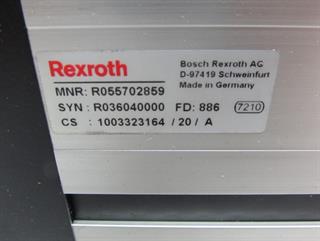 Rexroth
Bosch Rexroth AG
D-97419 Schweinfurt
Made in Germany
MNR: R055702859
SYN : R036040000 FD: 886 7210
CS : 1003323164 / 20 / A